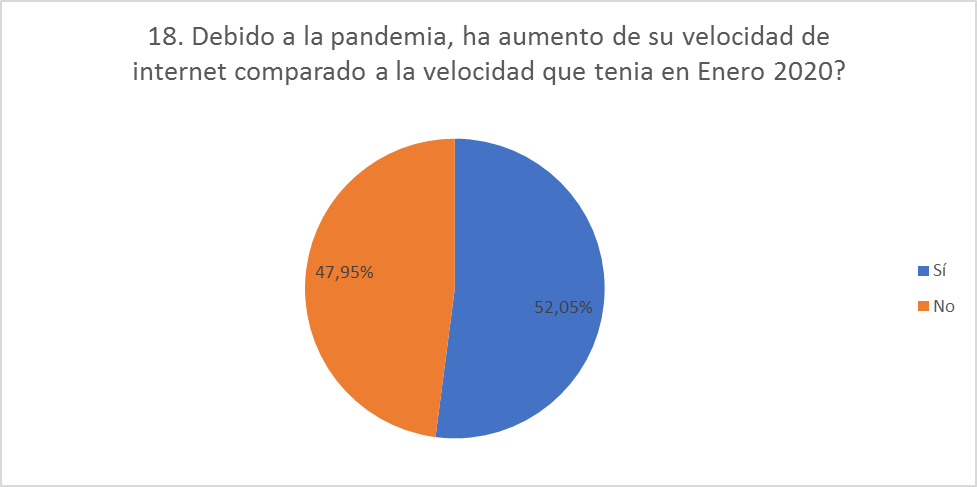 18. Debido a la pandemia, ha aumento de su velocidad de
internet comparado a la velocidad que tenia en Enero 2020?
47,95%
52,05%
Sí
No